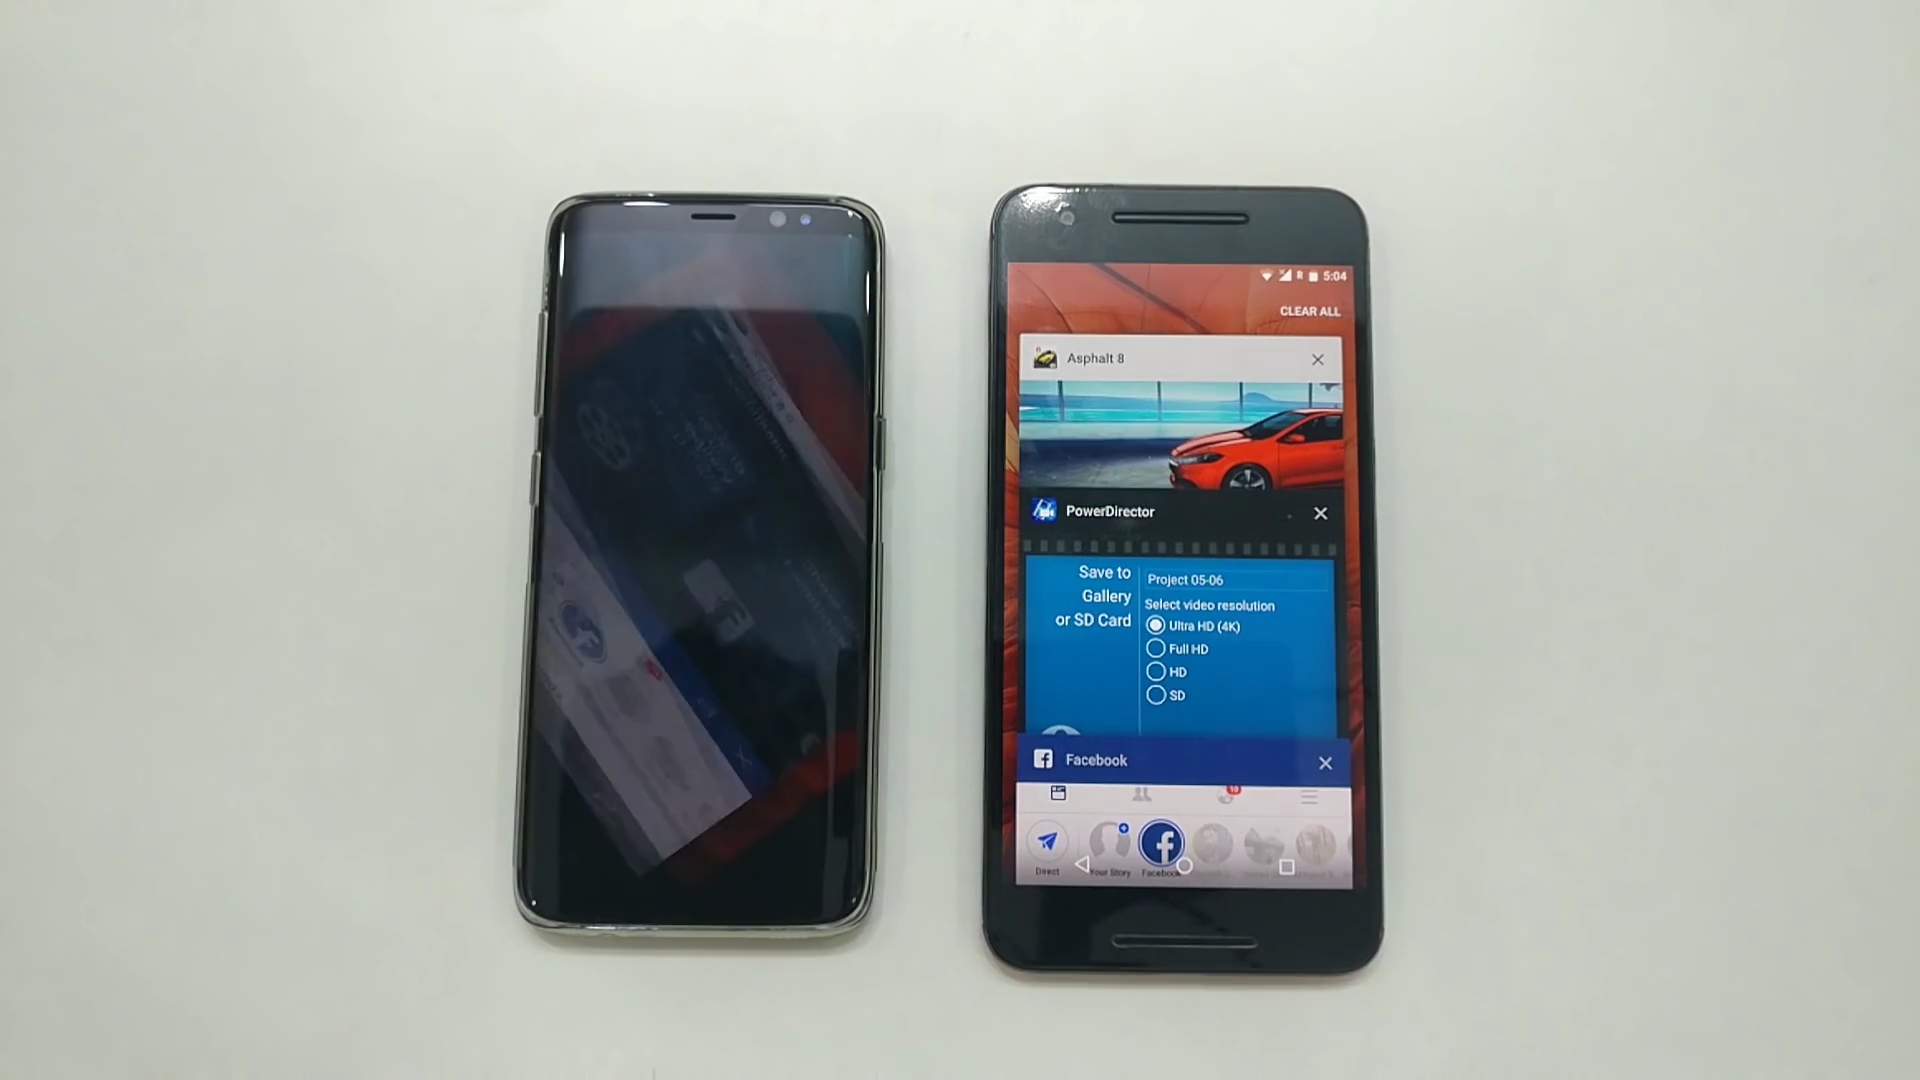 R 5:04
CLEAR ALL
Asphalt 8
PowerDirector
Save to
Gallery
or SD Card
Project 05-06
Select video resolution
Ultra HD (4K)
Full HD
HD
SD
Facebook
Direct
Your Story
Facebook